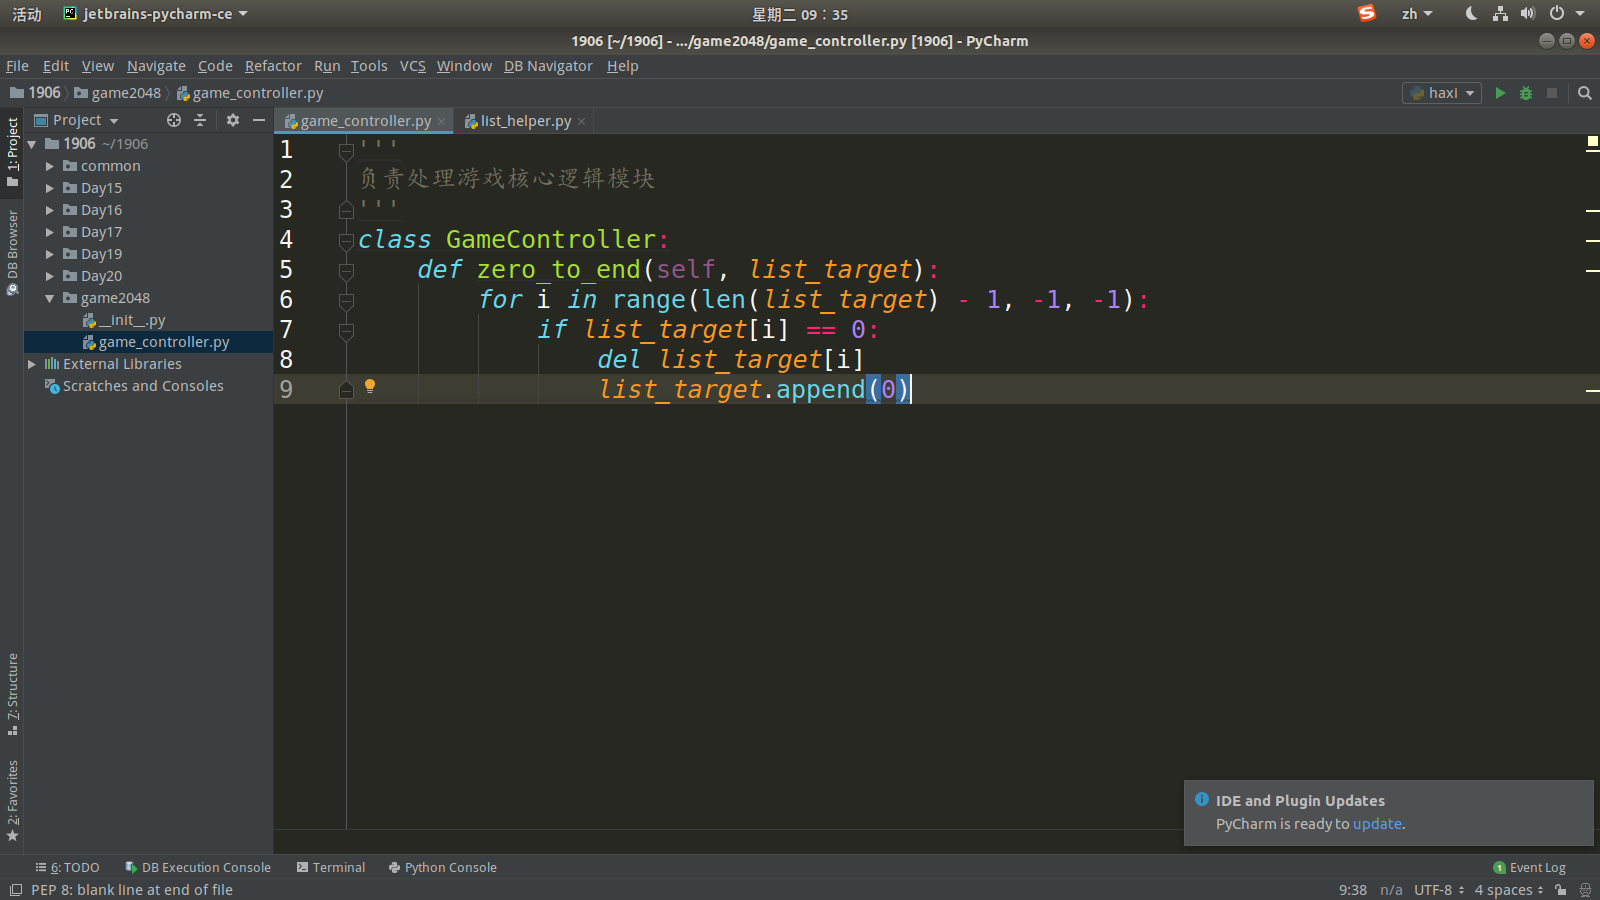 活动 jetbrains-pycharm-ce 星期二 09：35 zh
1906 [~/1906] - .../game2048/game_controller.py [1906] - PyCharm
File Edit View Navigate Code Refactor Run Tools VCS Window DB Navigator Help
1906 game2048 game_controller.py haxi
Project
game_controller.py list_helper.py
1: Project
DB Browser
7: Structure
2: Favorites
1906 ~/1906
common
Day15
Day16
Day17
Day19
Day20
game2048
__init__.py
game_controller.py
External Libraries
Scratches and Consoles
1 '''
2 负责处理游戏核心逻辑模块
3 '''
4 class GameController:
5 def zero_to_end(self, list_target):
6 for i in range(len(list_target) - 1, -1, -1):
7 if list_target[i] == 0:
8 del list_target[i]
9 list_target.append(0)
IDE and Plugin Updates
PyCharm is ready to update.
6: TODO DB Execution Console Terminal Python Console 1 Event Log
PEP 8: blank line at end of file 9:38 n/a UTF-8 4 spaces